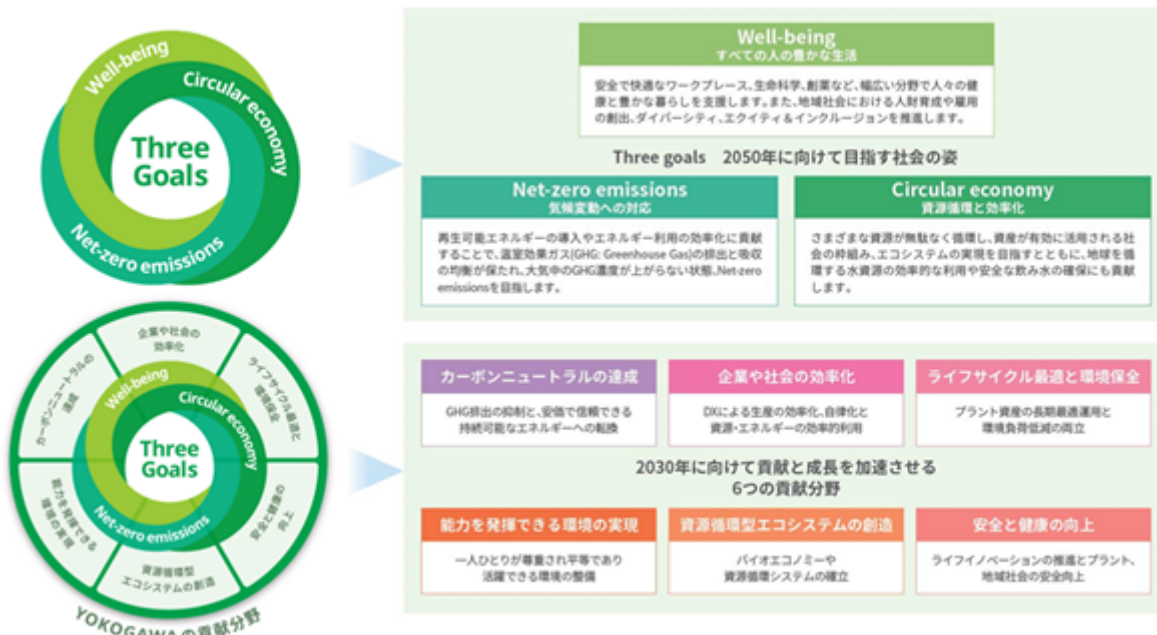 Well-being
Circular economy
Net-zero emissions
Three
Goals
Well-being
すべての人の豊かな生活
安全で快適なワークプレース、生命科学、創薬など、幅広い分野で人々の健
康と豊かな暮らしを支援します。また、地域社会における人財育成や雇用
の創出、ダイバーシティ、エクイティ&インクルージョンを推進します。
Three goals 2050年に向けて目指す社会の姿
Net-zero emissions
気候変動への対応
再生可能エネルギーの導入やエネルギー利用の効率化に貢献
することで、温室効果ガス(GHG: Greenhouse Gas)の排出と吸収
の均衡が保たれ、大気中のGHG濃度が上がらない状態、Net-zero
emissionsを目指します。
Circular economy
資源循環と効率化
さまざまな資源が無駄なく循環し、資産が有効に活用される社
会の枠組み、エコシステムの実現を目指すとともに、地球を循
環する水資源の効率的な利用や安全な飲み水の確保にも貢献
します。
企業や社会の
効率化
ライフサイクル最適と
環境保全
安全と健康の
向上
資源循環型
エコシステムの創造
能力を発揮できる
環境の実現
カーボンニュートラルの
達成
Well-being
Circular economy
Net-zero emissions
Three
Goals
YOKOGAWAの貢献分野
カーボンニュートラルの達成
GHG排出の抑制と、安価で信頼できる
持続可能なエネルギーへの転換
企業や社会の効率化
DXによる生産の効率化、自律化と
資源・エネルギーの効率的利用
ライフサイクル最適と環境保全
プラント資産の長期最適運用と
環境負荷低減の両立
2030年に向けて貢献と成長を加速させる
6つの貢献分野
能力を発揮できる環境の実現
一人ひとりが尊重され平等であり
活躍できる環境の整備
資源循環型エコシステムの創造
バイオエコノミーや
資源循環システムの確立
安全と健康の向上
ライフイノベーションの推進とプラント、
地域社会の安全向上